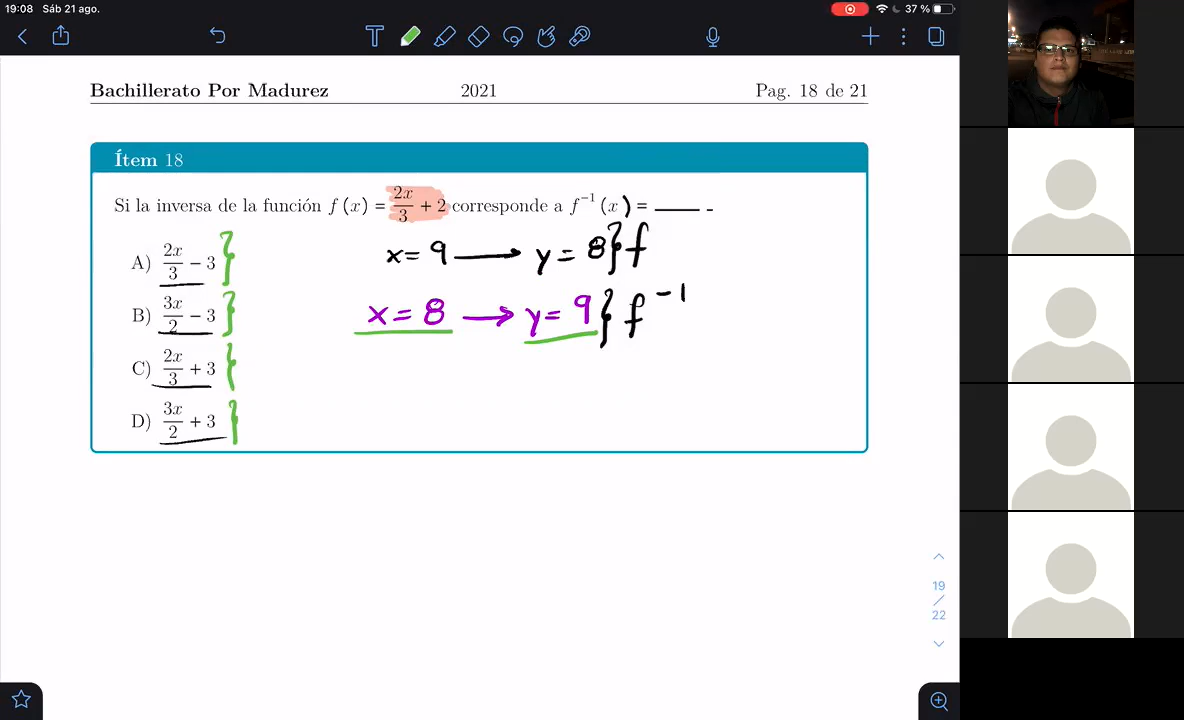 19:08 Sáb 21 ago.
37 %
Bachillerato Por Madurez 2021 Pag. 18 de 21
Ítem 18
Si la inversa de la función f (x) = 2x/3 + 2 corresponde a f⁻¹ (x) = ____ .
x = 9 → y = 8 } f
A) 2x/3 − 3 }
B) 3x/2 − 3 }
x = 8 → y = 9 } f⁻¹
C) 2x/3 + 3 }
D) 3x/2 + 3 }
19
/
22